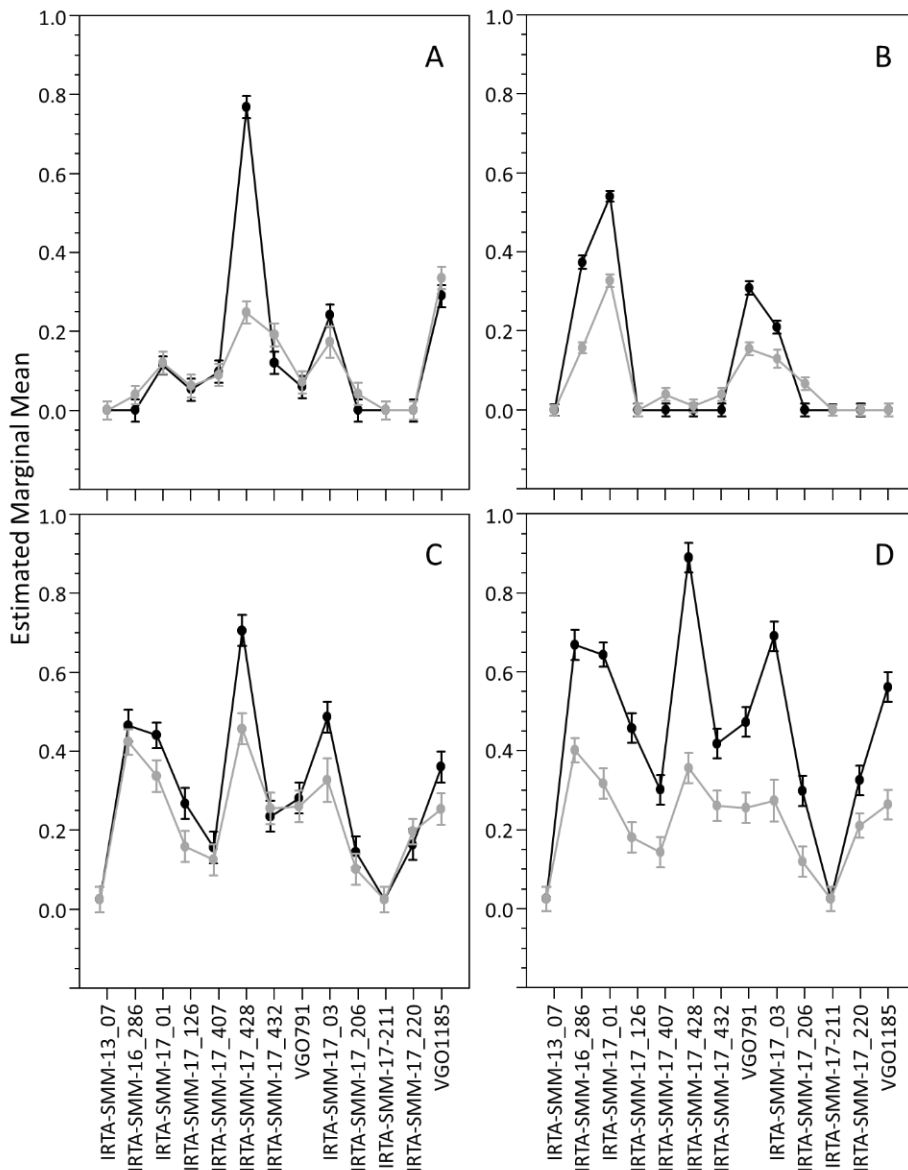 Estimated Marginal Mean
A
1.0
0.8
0.6
0.4
0.2
0.0
B
1.0
0.8
0.6
0.4
0.2
0.0
C
1.0
0.8
0.6
0.4
0.2
0.0
D
1.0
0.8
0.6
0.4
0.2
0.0
IRTA-SMM-13_07
IRTA-SMM-16_286
IRTA-SMM-17_01
IRTA-SMM-17_126
IRTA-SMM-17_407
IRTA-SMM-17_428
IRTA-SMM-17_432
VGO791
IRTA-SMM-17_03
IRTA-SMM-17_206
IRTA-SMM-17-211
IRTA-SMM-17_220
VGO1185
IRTA-SMM-13_07
IRTA-SMM-16_286
IRTA-SMM-17_01
IRTA-SMM-17_126
IRTA-SMM-17_407
IRTA-SMM-17_428
IRTA-SMM-17_432
VGO791
IRTA-SMM-17_03
IRTA-SMM-17_206
IRTA-SMM-17-211
IRTA-SMM-17_220
VGO1185